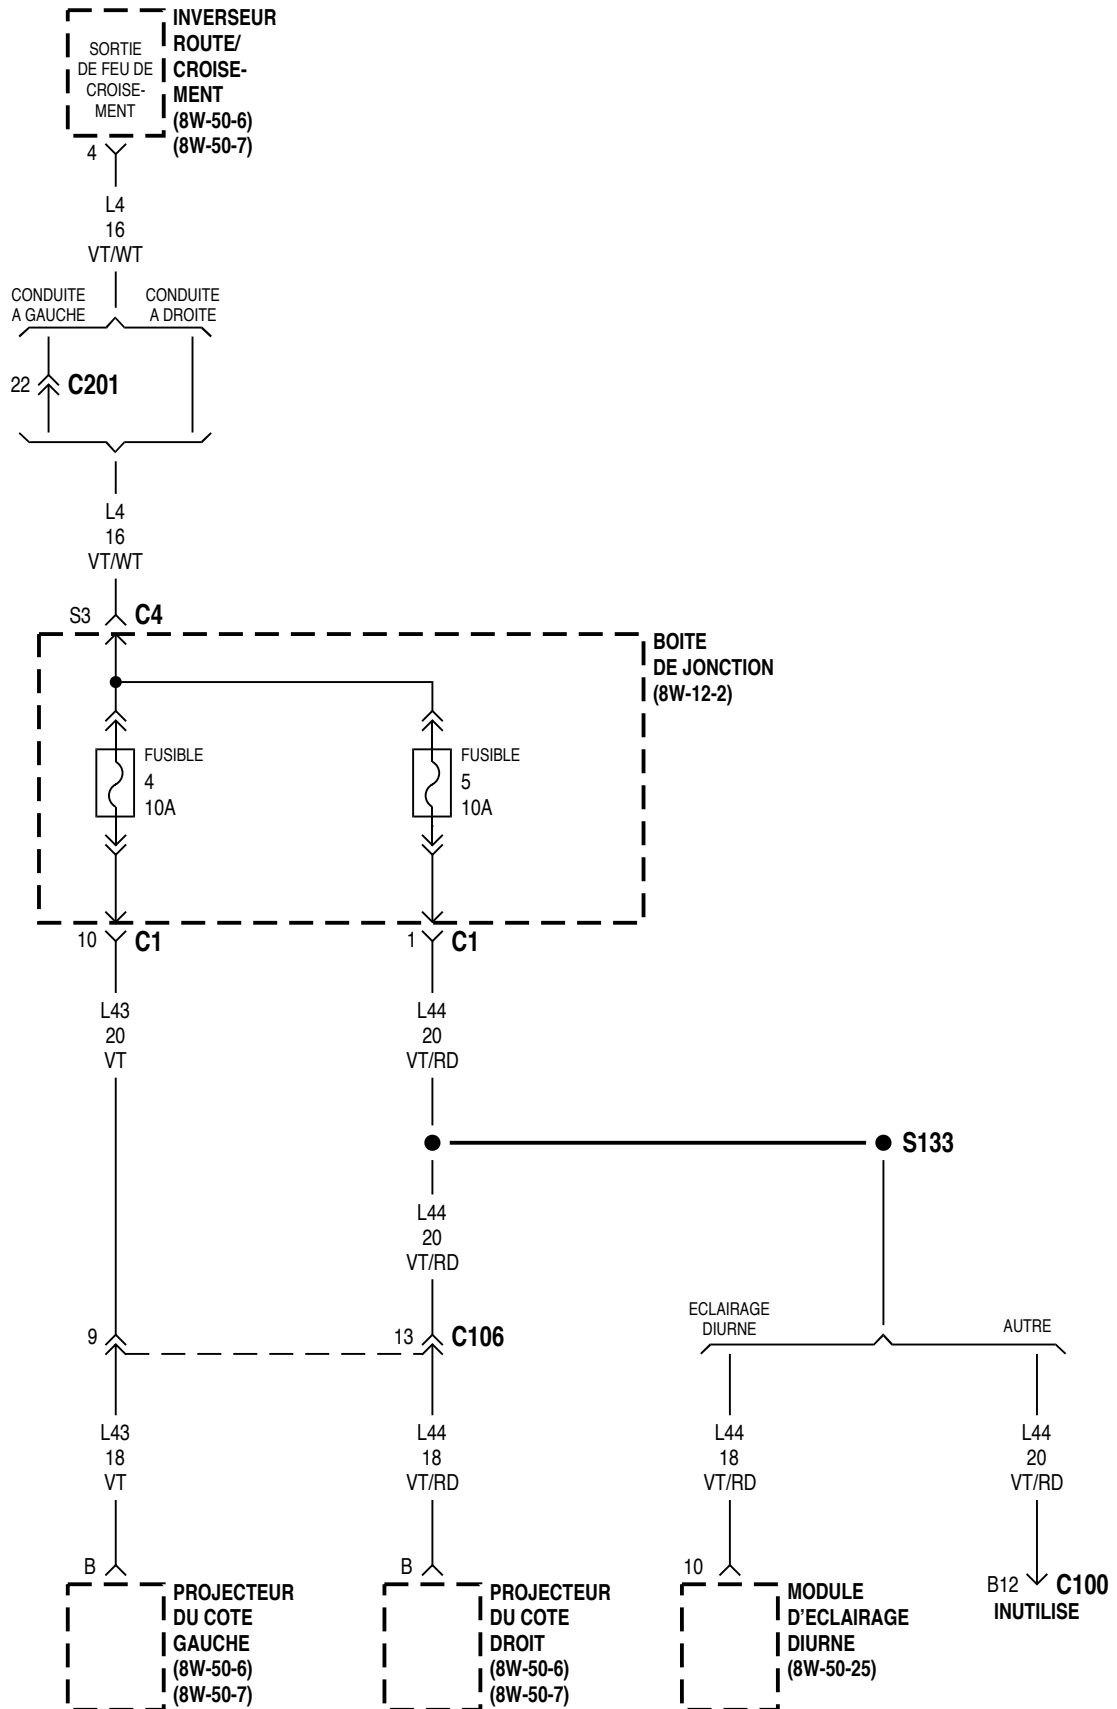 INVERSEUR
ROUTE/
CROISE-
MENT
(8W-50-6)
(8W-50-7)
SORTIE
DE FEU DE
CROISE-
MENT
4
L4
16
VT/WT
CONDUITE
A GAUCHE
CONDUITE
A DROITE
22
C201
L4
16
VT/WT
S3
C4
BOITE
DE JONCTION
(8W-12-2)
FUSIBLE
4
10A
FUSIBLE
5
10A
10
C1
1
C1
L43
20
VT
L44
20
VT/RD
S133
L44
20
VT/RD
ECLAIRAGE
DIURNE
AUTRE
9
13
C106
L43
18
VT
L44
18
VT/RD
L44
18
VT/RD
L44
20
VT/RD
B
PROJECTEUR
DU COTE
GAUCHE
(8W-50-6)
(8W-50-7)
B
PROJECTEUR
DU COTE
DROIT
(8W-50-6)
(8W-50-7)
10
MODULE
D'ECLAIRAGE
DIURNE
(8W-50-25)
B12
C100
INUTILISE